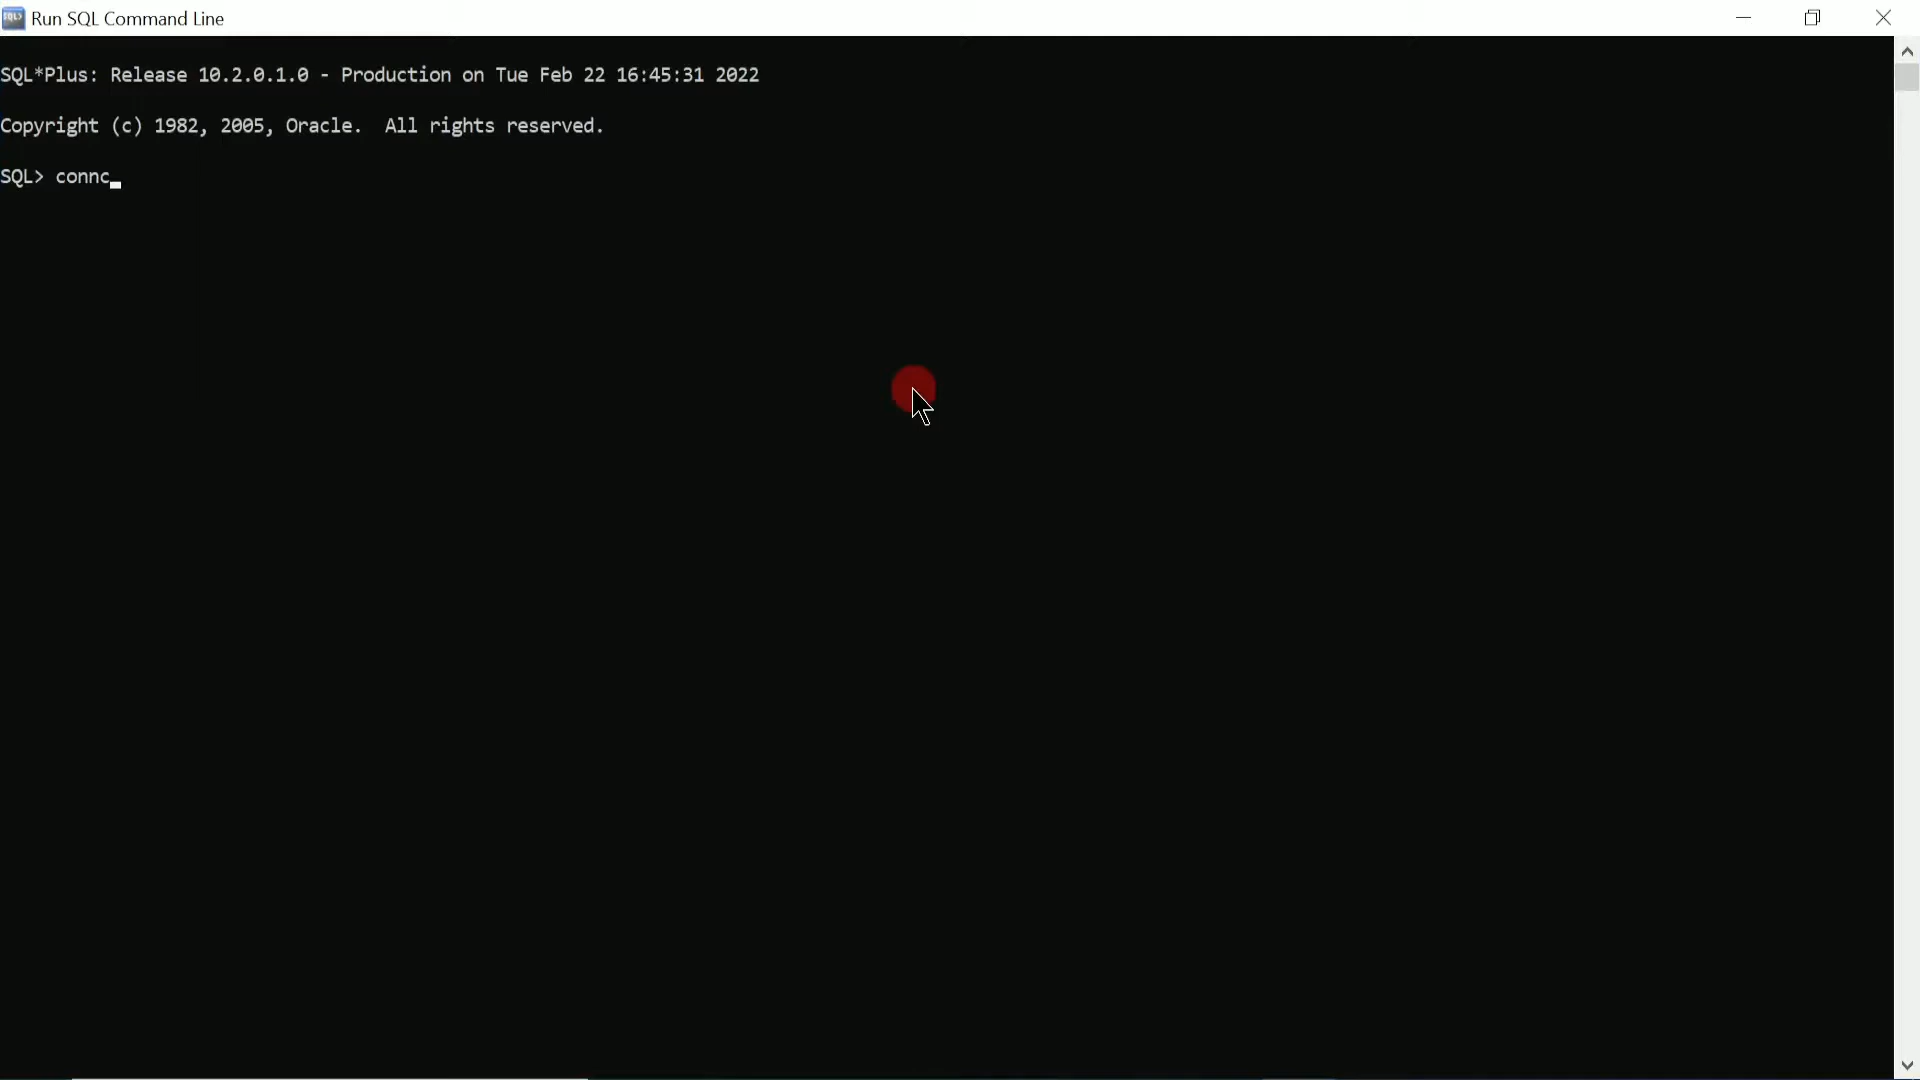 Run SQL Command Line
SQL*Plus: Release 10.2.0.1.0 - Production on Tue Feb 22 16:45:31 2022
Copyright (c) 1982, 2005, Oracle.  All rights reserved.
SQL> connc